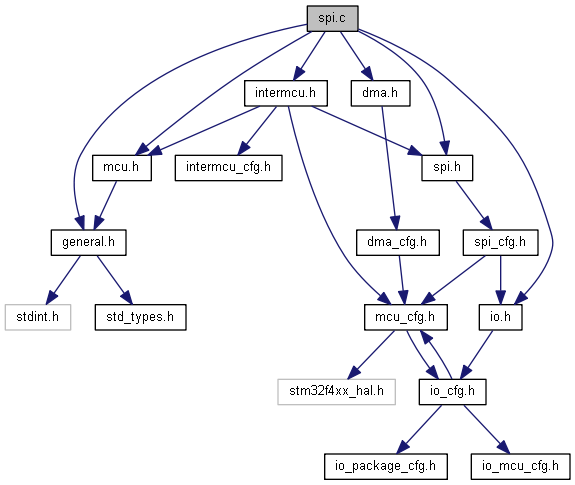 spi.c
intermcu.h
dma.h
mcu.h
intermcu_cfg.h
spi.h
general.h
dma_cfg.h
spi_cfg.h
stdint.h
std_types.h
mcu_cfg.h
io.h
stm32f4xx_hal.h
io_cfg.h
io_package_cfg.h
io_mcu_cfg.h